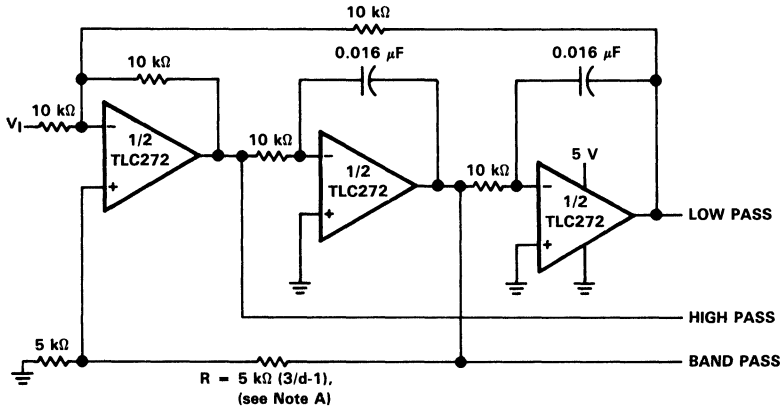 10 kΩ
10 kΩ
0.016 μF
0.016 μF
V_I
10 kΩ
−
+
1/2
TLC272
10 kΩ
−
+
1/2
TLC272
10 kΩ
5 V
−
+
1/2
TLC272
LOW PASS
HIGH PASS
5 kΩ
BAND PASS
R = 5 kΩ (3/d-1),
(see Note A)